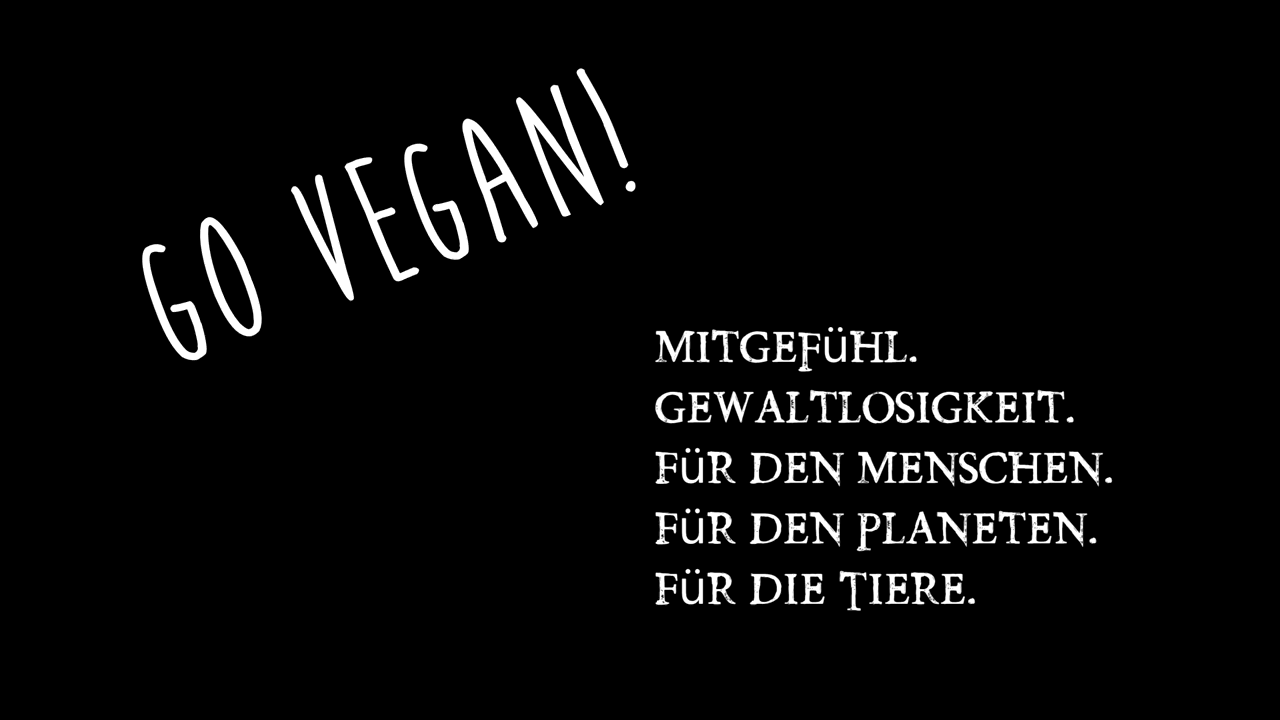 GO VEGAN!
MITGEFÜHL.
GEWALTLOSIGKEIT.
FÜR DEN MENSCHEN.
FÜR DEN PLANETEN.
FÜR DIE TIERE.